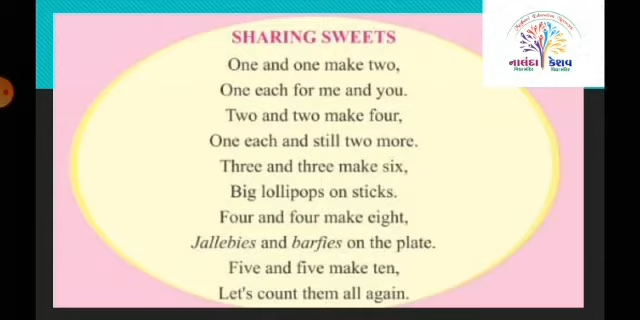 SHARING SWEETS
One and one make two,
One each for me and you.
Two and two make four,
One each and still two more.
Three and three make six,
Big lollipops on sticks.
Four and four make eight,
Jallebies and barfies on the plate.
Five and five make ten,
Let's count them all again.
નાલંદા કેશવ
વિદ્યા મંદિર વિદ્યા મંદિર